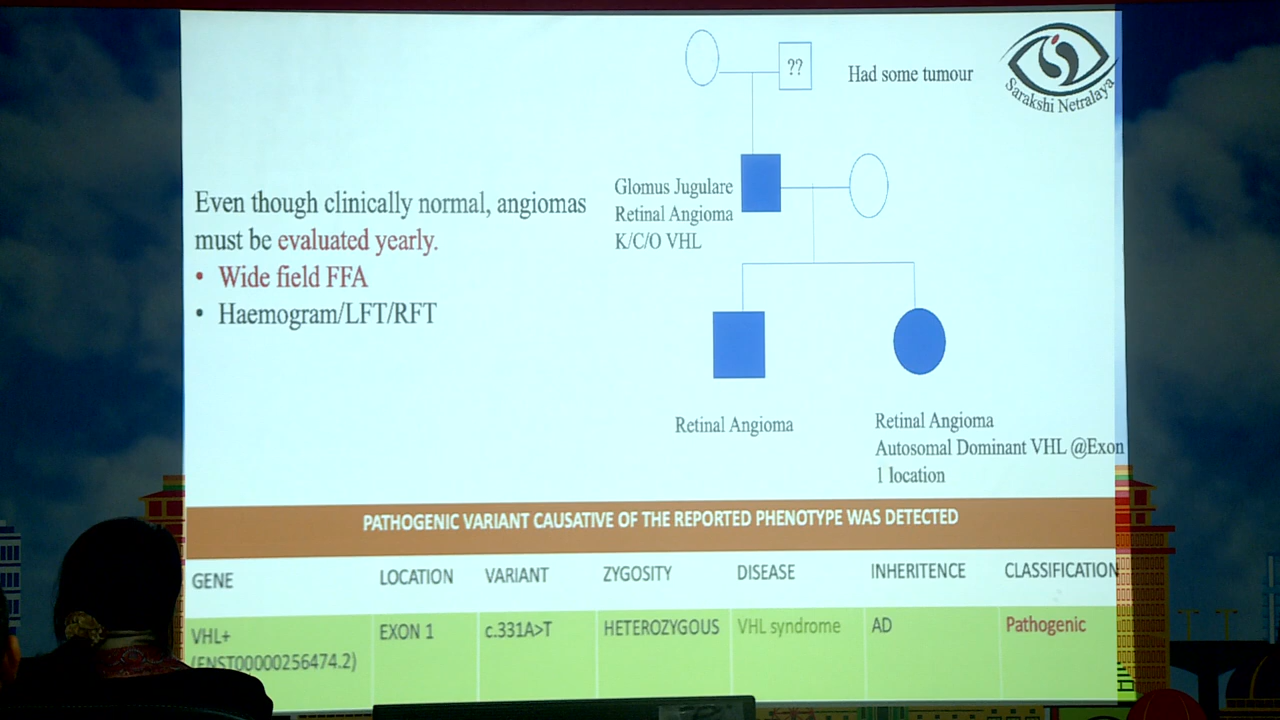 ??
Had some tumour
Sarakshi Netralaya
Even though clinically normal, angiomas
must be evaluated yearly.
• Wide field FFA
• Haemogram/LFT/RFT
Glomus Jugulare
Retinal Angioma
K/C/O VHL
Retinal Angioma
Retinal Angioma
Autosomal Dominant VHL @Exon
1 location
PATHOGENIC VARIANT CAUSATIVE OF THE REPORTED PHENOTYPE WAS DETECTED
GENE LOCATION VARIANT ZYGOSITY DISEASE INHERITENCE CLASSIFICATION
VHL+ EXON 1 c.331A>T HETEROZYGOUS VHL syndrome AD Pathogenic
(ENST00000256474.2)